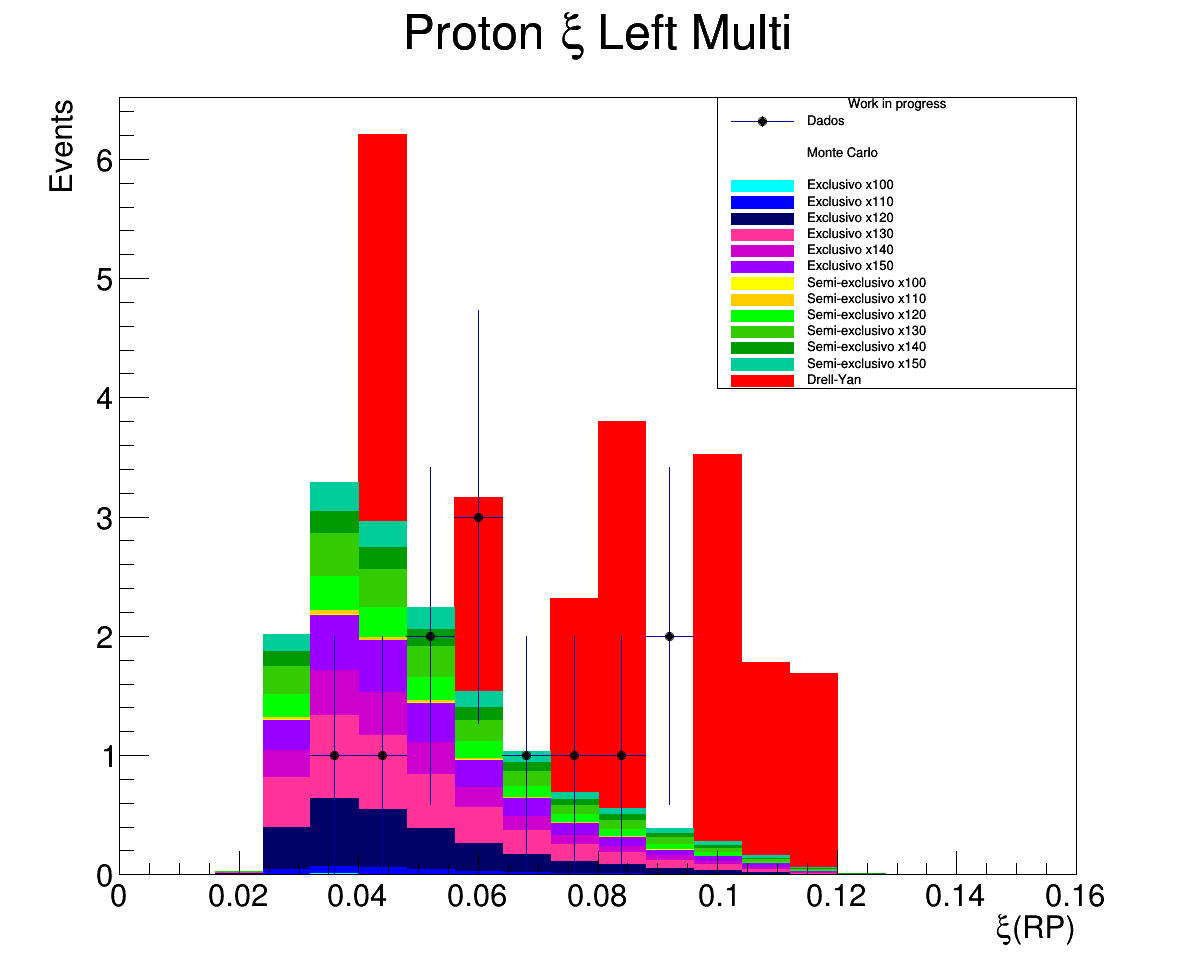 Proton ξ Left Multi
Events
Work in progress
Dados
Monte Carlo
Exclusivo x100
Exclusivo x110
Exclusivo x120
Exclusivo x130
Exclusivo x140
Exclusivo x150
Semi-exclusivo x100
Semi-exclusivo x110
Semi-exclusivo x120
Semi-exclusivo x130
Semi-exclusivo x140
Semi-exclusivo x150
Drell-Yan
6
5
4
3
2
1
0
0 0.02 0.04 0.06 0.08 0.1 0.12 0.14 0.16
ξ(RP)